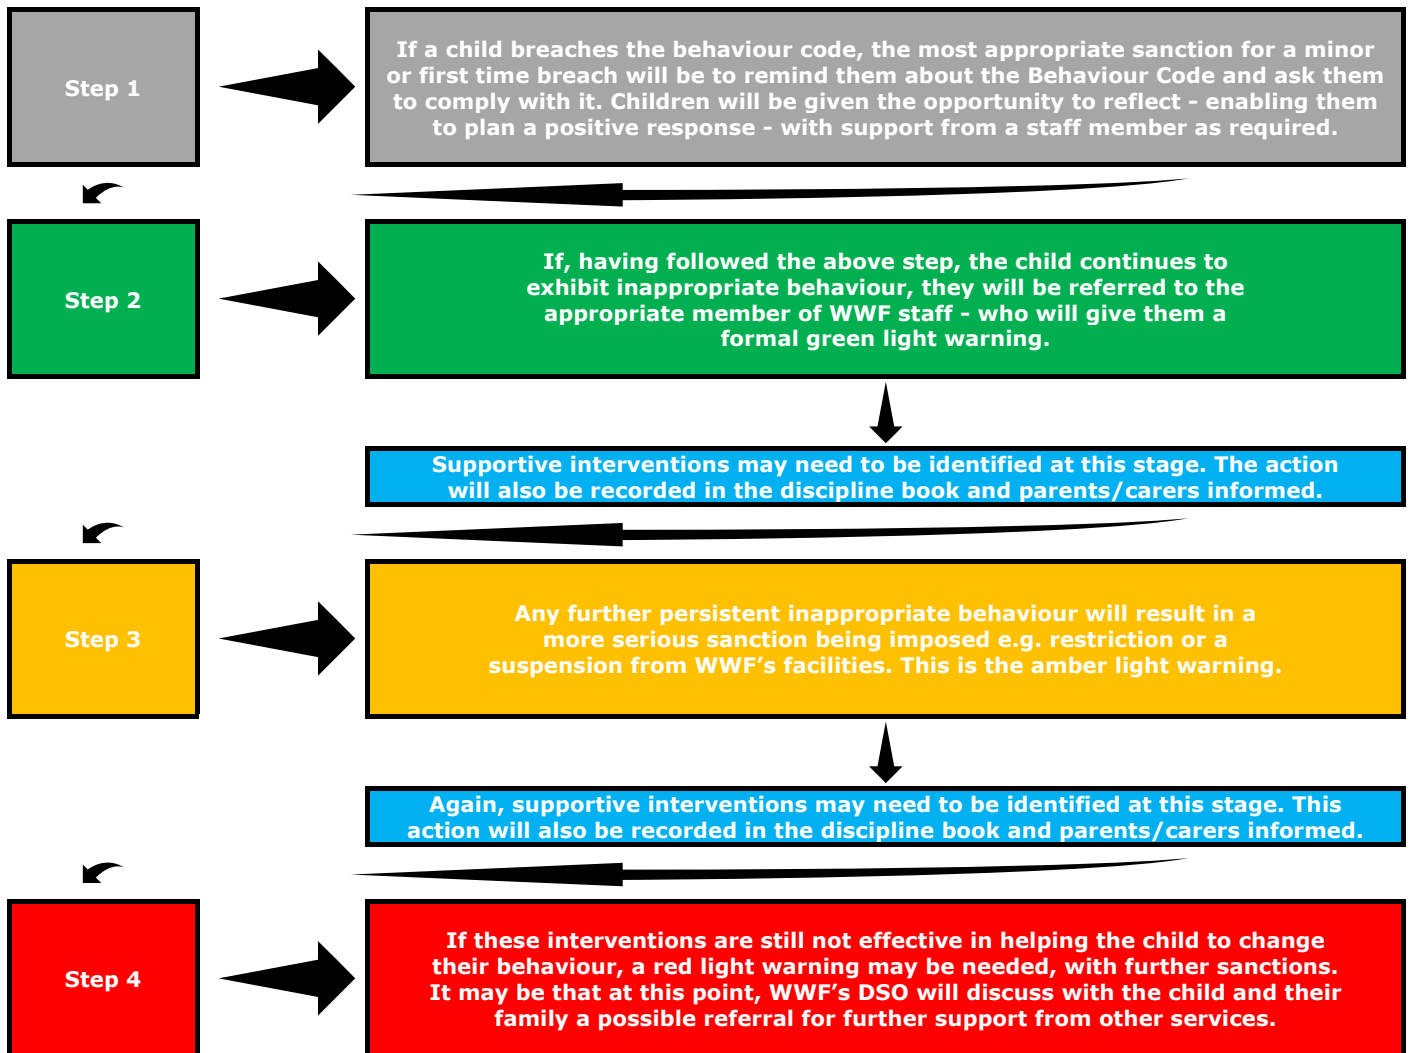 Step 1
If a child breaches the behaviour code, the most appropriate sanction for a minor
or first time breach will be to remind them about the Behaviour Code and ask them
to comply with it. Children will be given the opportunity to reflect - enabling them
to plan a positive response - with support from a staff member as required.
Step 2
If, having followed the above step, the child continues to
exhibit inappropriate behaviour, they will be referred to the
appropriate member of WWF staff - who will give them a
formal green light warning.
Supportive interventions may need to be identified at this stage. The action
will also be recorded in the discipline book and parents/carers informed.
Step 3
Any further persistent inappropriate behaviour will result in a
more serious sanction being imposed e.g. restriction or a
suspension from WWF’s facilities. This is the amber light warning.
Again, supportive interventions may need to be identified at this stage. This
action will also be recorded in the discipline book and parents/carers informed.
Step 4
If these interventions are still not effective in helping the child to change
their behaviour, a red light warning may be needed, with further sanctions.
It may be that at this point, WWF’s DSO will discuss with the child and their
family a possible referral for further support from other services.